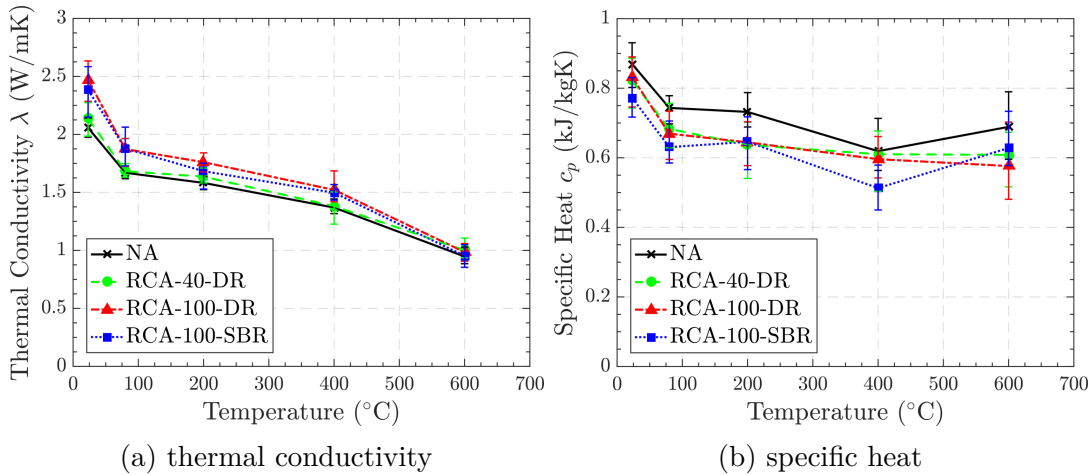 3
2.5
2
1.5
1
0.5
0
0 100 200 300 400 500 600 700
Thermal Conductivity λ (W/mK)
Temperature (°C)
NA
RCA-40-DR
RCA-100-DR
RCA-100-SBR
(a) thermal conductivity
1
0.8
0.6
0.4
0.2
0
0 100 200 300 400 500 600 700
Specific Heat cₚ (kJ/kgK)
Temperature (°C)
NA
RCA-40-DR
RCA-100-DR
RCA-100-SBR
(b) specific heat